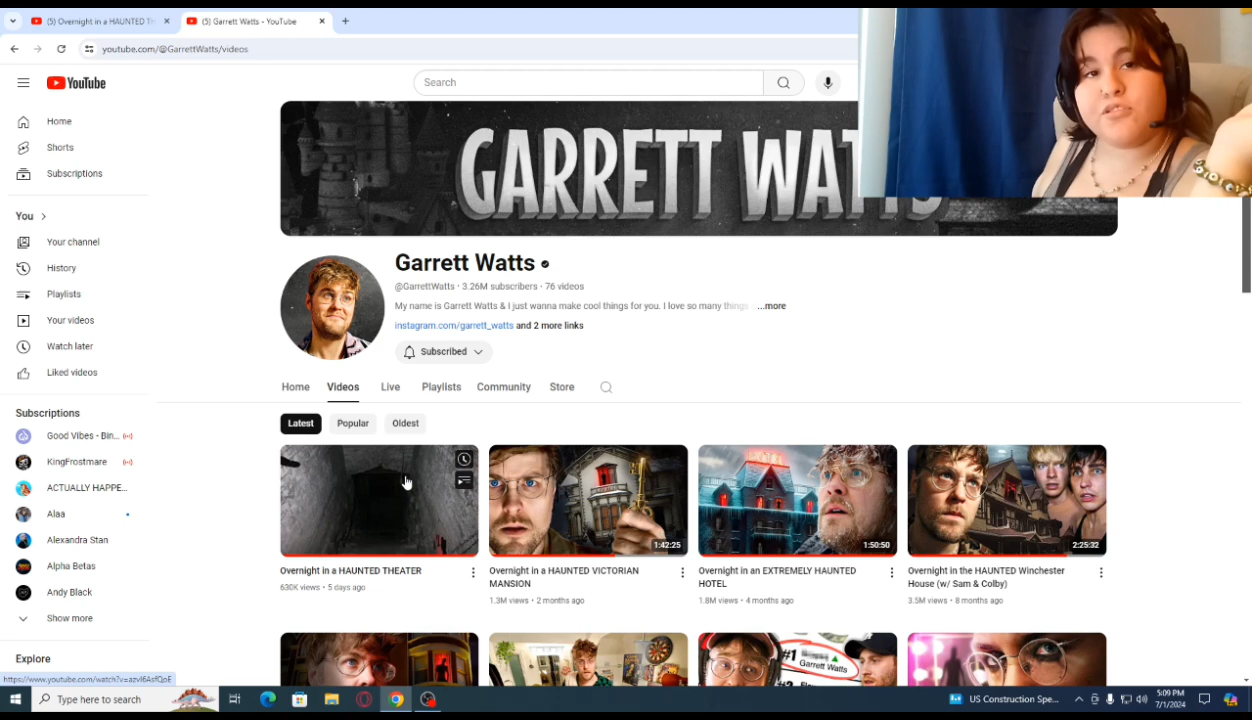 (5) Overnight in a HAUNTED TH
(5) Garrett Watts - YouTube
youtube.com/@GarrettWatts/videos
YouTube
Search
Home
Shorts
Subscriptions
You
Your channel
History
Playlists
Your videos
Watch later
Liked videos
Subscriptions
Good Vibes - Bin...
KingFrostmare
ACTUALLY HAPPE...
Alaa
Alexandra Stan
Alpha Betas
Andy Black
Show more
Explore
GARRETT WATTS
Garrett Watts
@GarrettWatts · 3.26M subscribers · 76 videos
My name is Garrett Watts & I just wanna make cool things for you. I love so many things ...more
instagram.com/garrett_watts and 2 more links
Subscribed
Home Videos Live Playlists Community Store
Latest Popular Oldest
1:42:25
1:50:50
2:25:32
Overnight in a HAUNTED THEATER
630K views · 5 days ago
Overnight in a HAUNTED VICTORIAN
MANSION
1.3M views · 2 months ago
Overnight in an EXTREMELY HAUNTED
HOTEL
1.8M views · 4 months ago
Overnight in the HAUNTED Winchester
House (w/ Sam & Colby)
3.5M views · 8 months ago
#1
Garrett Watts
https://www.youtube.com/watch?v=azvl6AsfQpE
Type here to search
US Construction Spe...
5:09 PM
7/1/2024